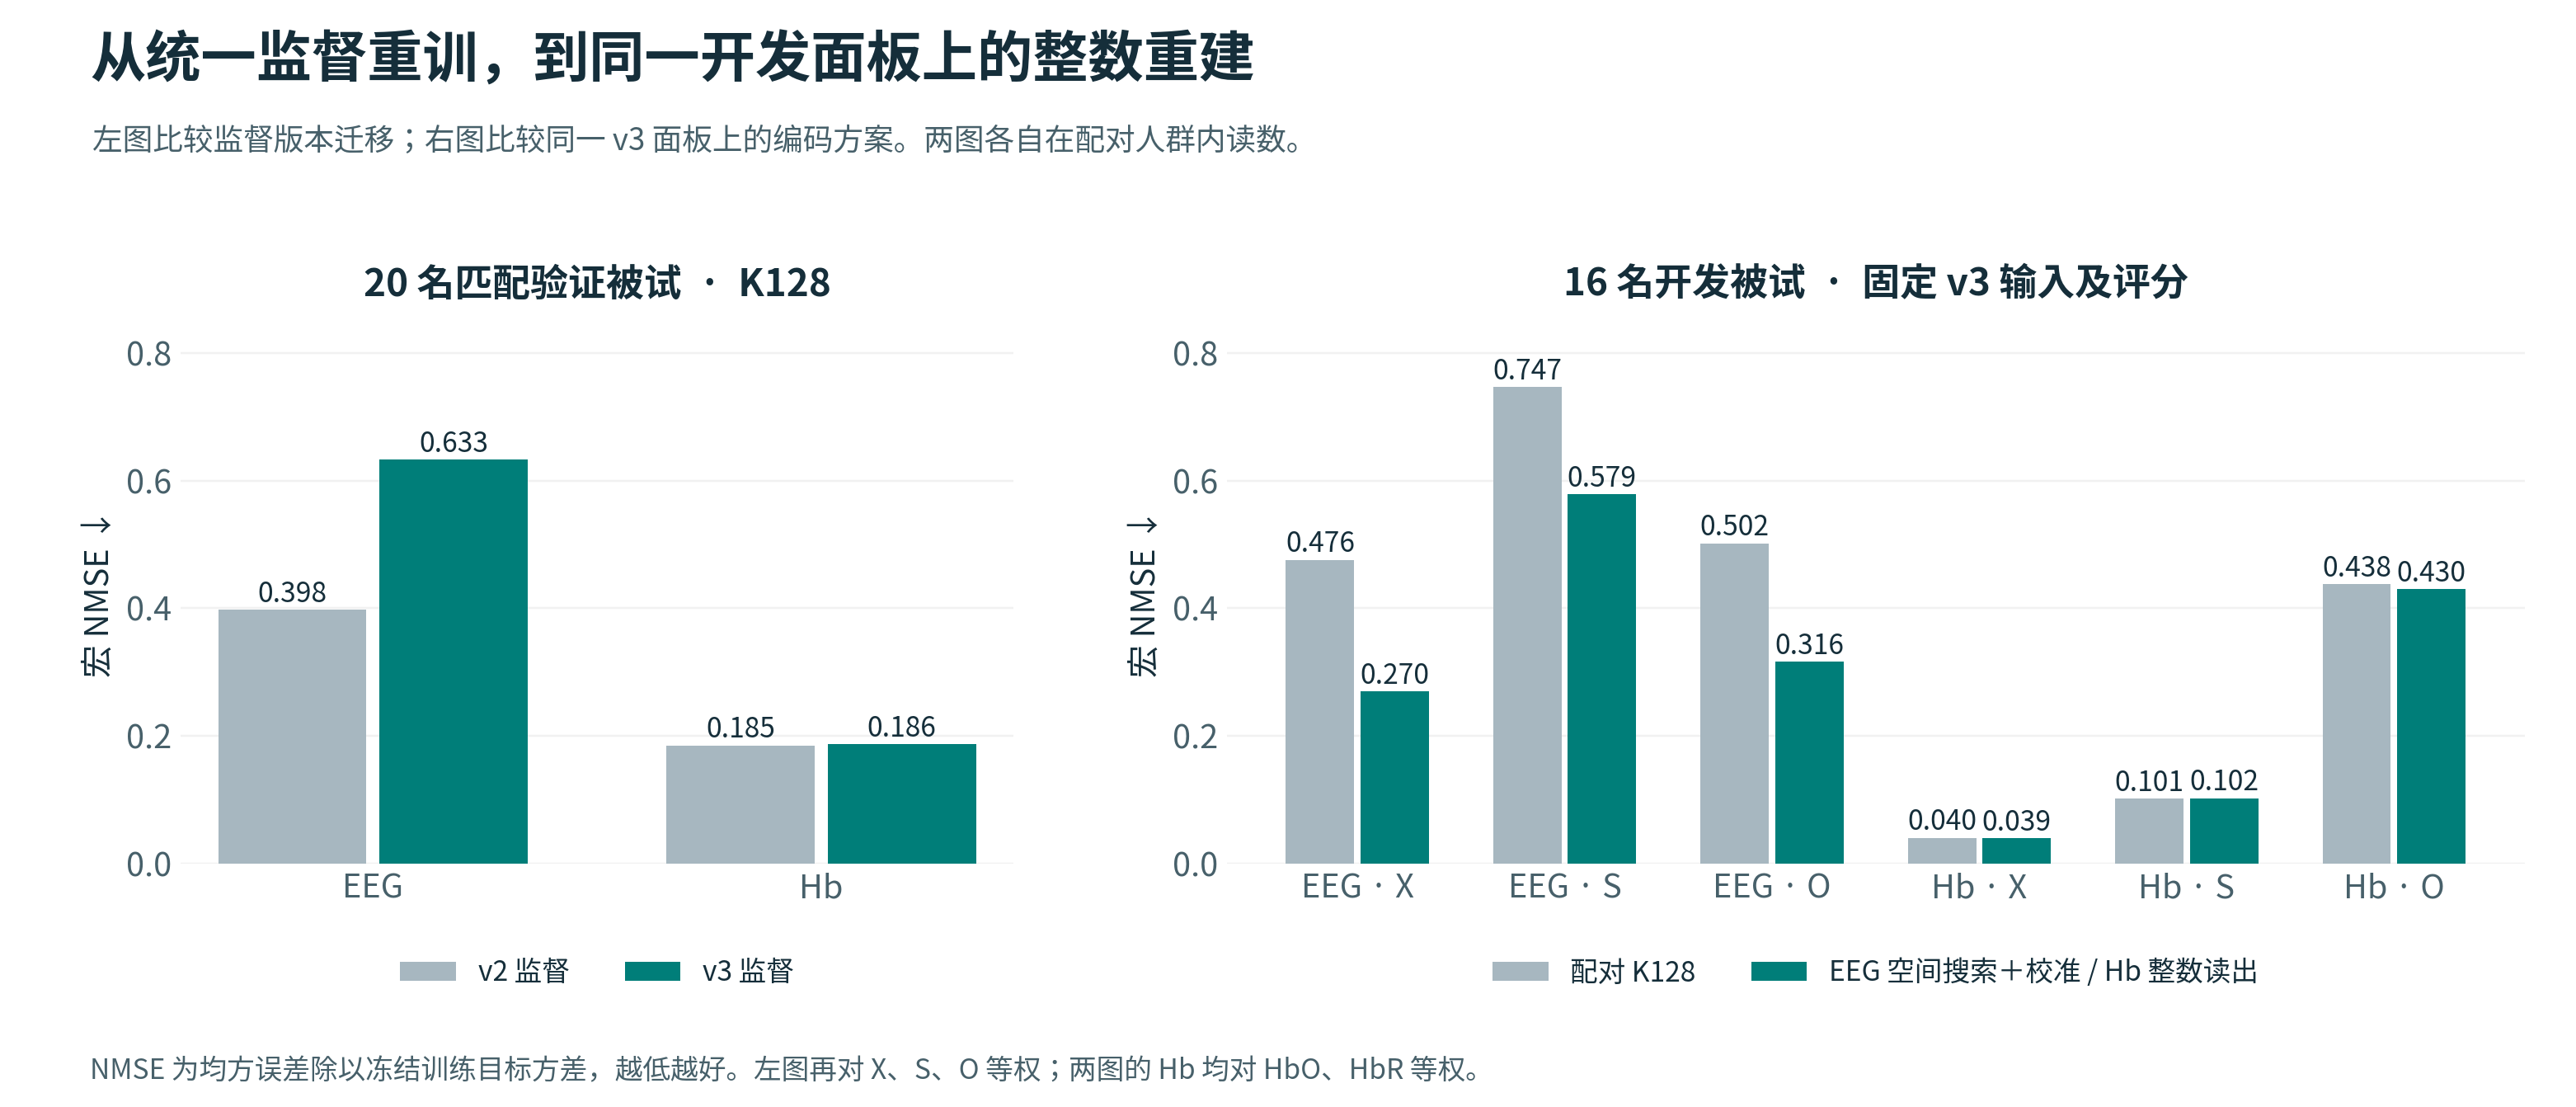 从统一监督重训，到同一开发面板上的整数重建
左图比较监督版本迁移；右图比较同一 v3 面板上的编码方案。两图各自在配对人群内读数。
20 名匹配验证被试 · K128
宏 NMSE ↓
0.8
0.6
0.4
0.2
0.0
0.398
0.633
0.185
0.186
EEG
Hb
v2 监督
v3 监督
16 名开发被试 · 固定 v3 输入及评分
宏 NMSE ↓
0.8
0.6
0.4
0.2
0.0
0.476
0.270
0.747
0.579
0.502
0.316
0.040
0.039
0.101
0.102
0.438
0.430
EEG · X
EEG · S
EEG · O
Hb · X
Hb · S
Hb · O
配对 K128
EEG 空间搜索＋校准 / Hb 整数读出
NMSE 为均方误差除以冻结训练目标方差，越低越好。左图再对 X、S、O 等权；两图的 Hb 均对 HbO、HbR 等权。